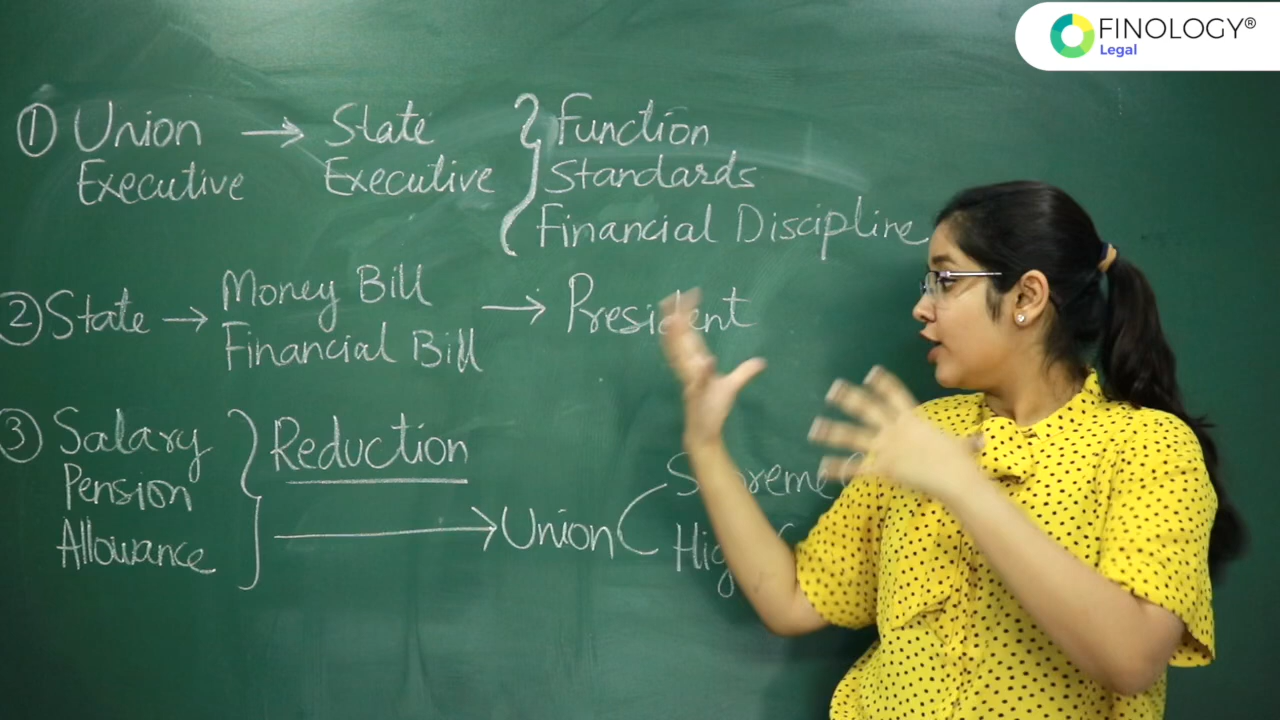 FINOLOGY®
Legal
① Union → State { Function
Executive Executive Standards
Financial Discipline
② State → Money Bill → President
Financial Bill
③ Salary } Reduction
Pension
Allowance → Union
Supreme